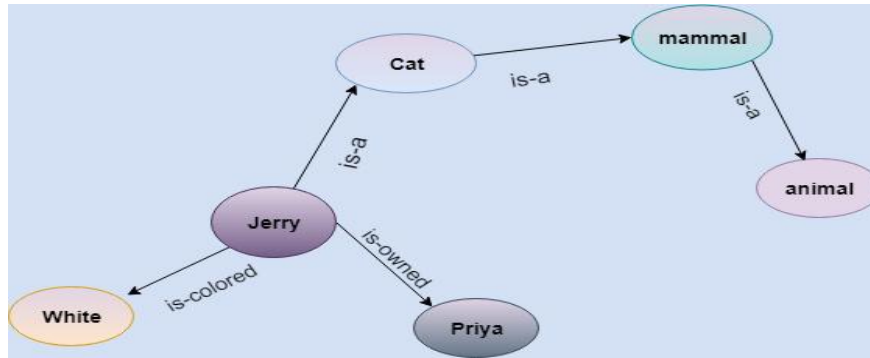 mammal
Cat
is-a
is-a
is-a
animal
Jerry
is-owned
is-colored
White
Priya